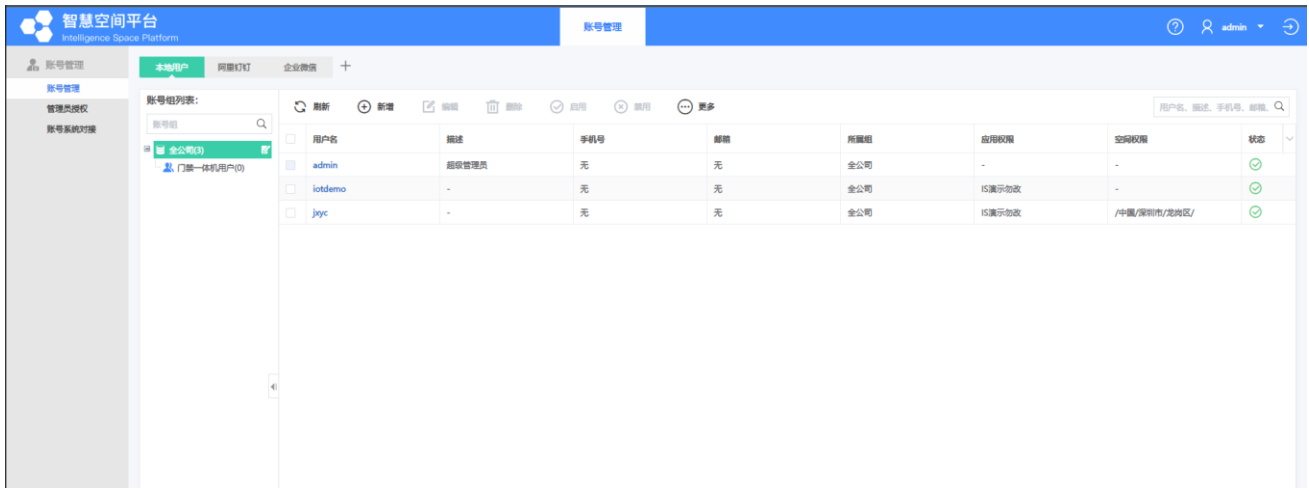 智慧空间平台
Intelligence Space Platform
账号管理
admin
账号管理
账号管理
管理员授权
账号系统对接
本地用户 阿里钉钉 企业微信 +
账号组列表:
账号组
全公司(3)
门禁一体机用户(0)
刷新 新增 编辑 删除 启用 禁用 更多
用户名、描述、手机号、邮箱、
用户名 描述 手机号 邮箱 所属组 应用权限 空间权限 状态
admin 超级管理员 无 无 全公司 - -
iotdemo - 无 无 全公司 IS演示勿改 -
jxyc - 无 无 全公司 IS演示勿改 /中国/深圳市/龙岗区/